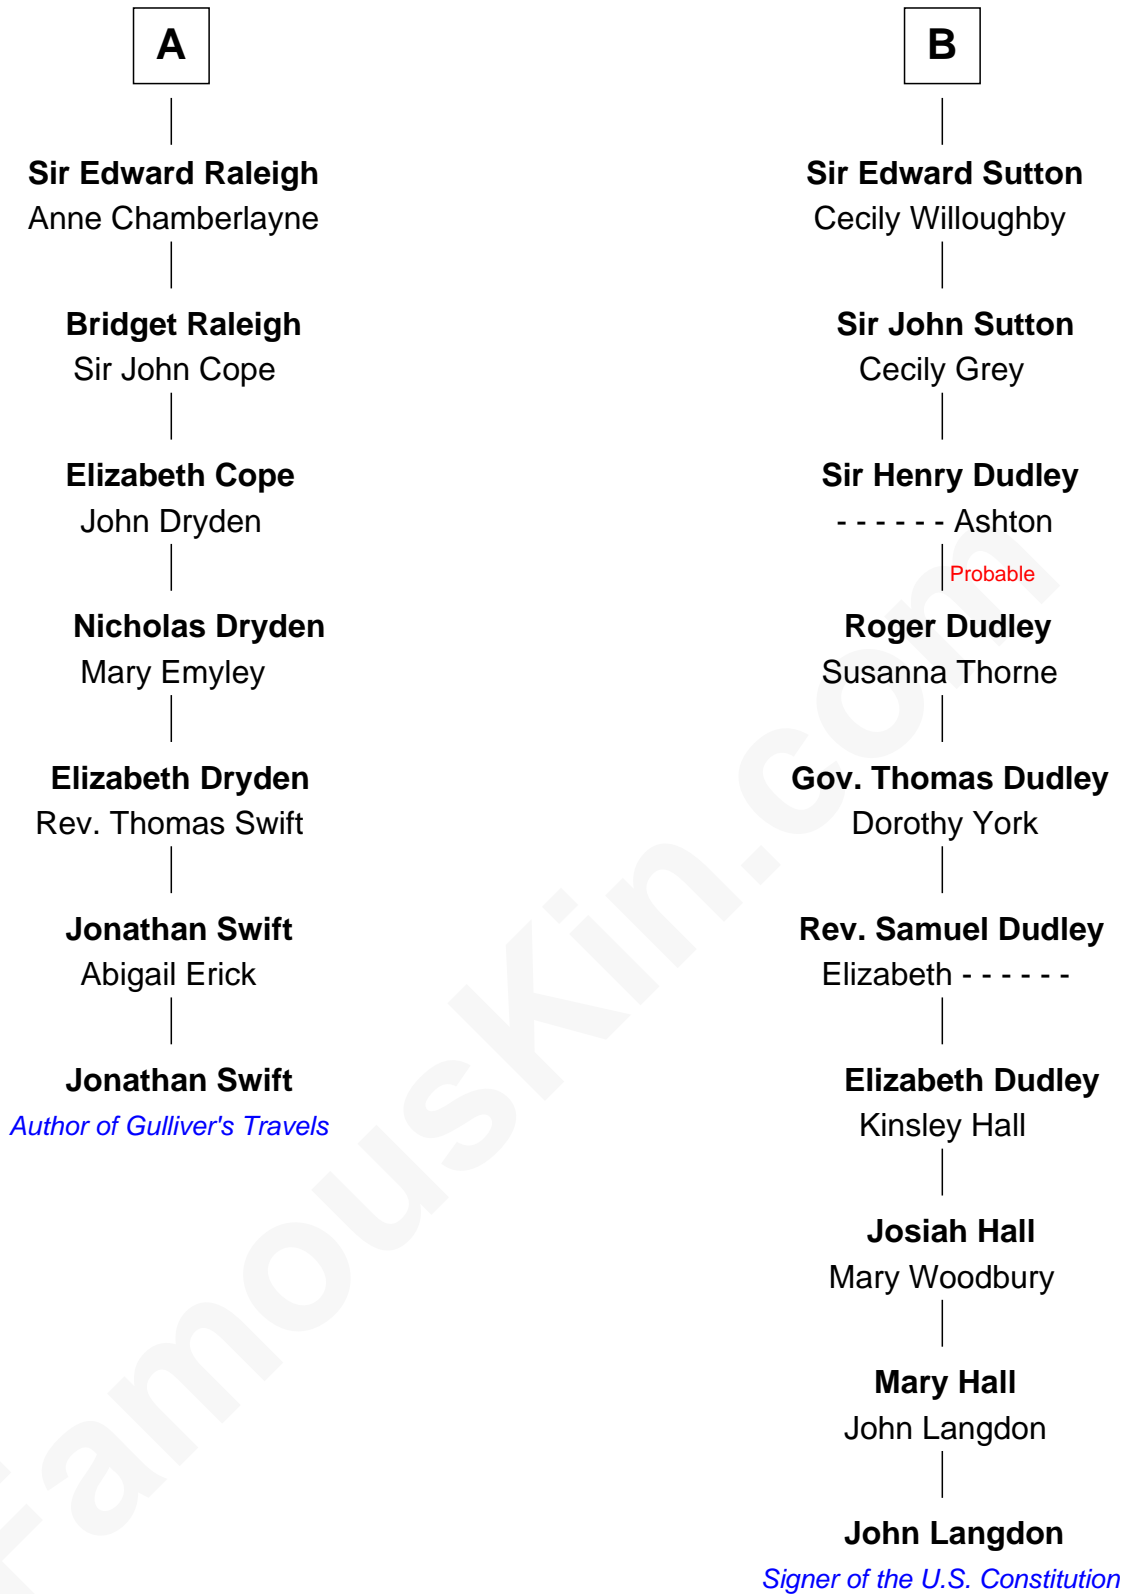 A
Sir Edward Raleigh
Anne Chamberlayne
Bridget Raleigh
Sir John Cope
Elizabeth Cope
John Dryden
Nicholas Dryden
Mary Emyley
Elizabeth Dryden
Rev. Thomas Swift
Jonathan Swift
Abigail Erick
Jonathan Swift
Author of Gulliver's Travels
B
Sir Edward Sutton
Cecily Willoughby
Sir John Sutton
Cecily Grey
Sir Henry Dudley
- - - - - - Ashton
Probable
Roger Dudley
Susanna Thorne
Gov. Thomas Dudley
Dorothy York
Rev. Samuel Dudley
Elizabeth - - - - - -
Elizabeth Dudley
Kinsley Hall
Josiah Hall
Mary Woodbury
Mary Hall
John Langdon
John Langdon
Signer of the U.S. Constitution
FamousKin.com